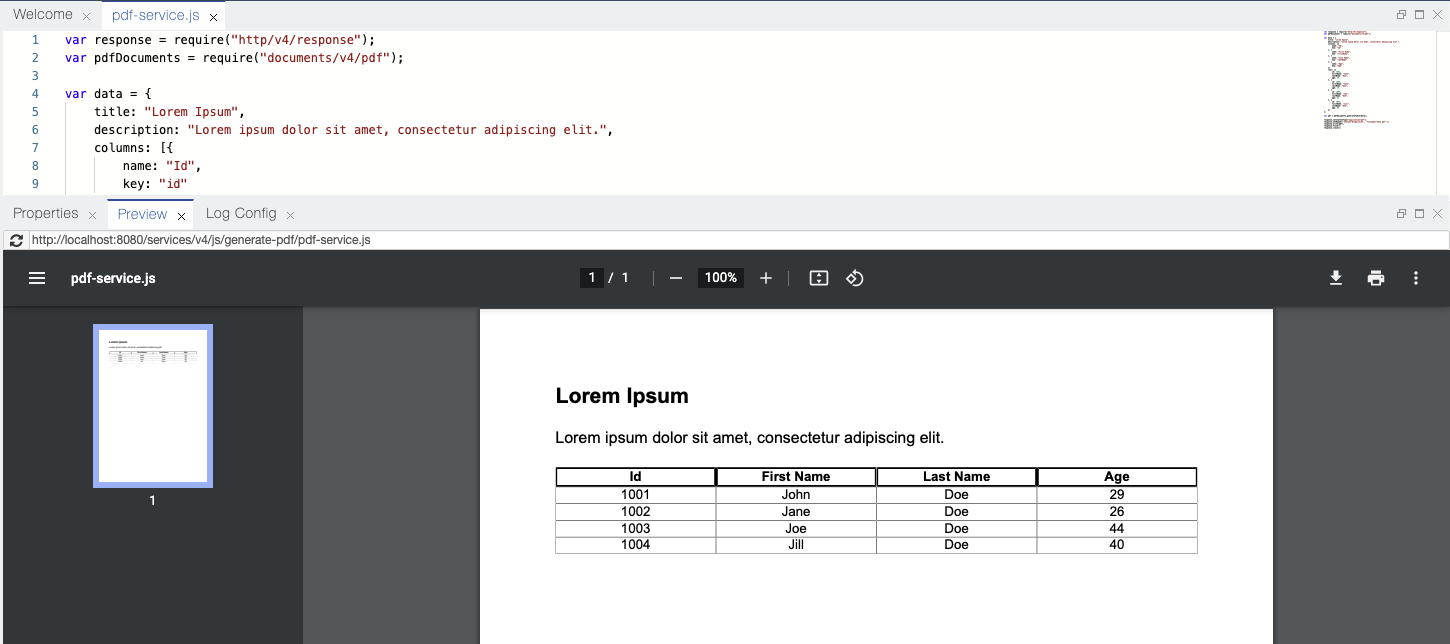 Welcome
pdf-service.js
1 var response = require("http/v4/response");
2 var pdfDocuments = require("documents/v4/pdf");
3
4 var data = {
5 title: "Lorem Ipsum",
6 description: "Lorem ipsum dolor sit amet, consectetur adipiscing elit.",
7 columns: [{
8 name: "Id",
9 key: "id"
Properties
Preview
Log Config
http://localhost:8080/services/v4/js/generate-pdf/pdf-service.js
pdf-service.js
1 / 1
100%
1
Lorem Ipsum
Lorem ipsum dolor sit amet, consectetur adipiscing elit.
Id First Name Last Name Age
1001 John Doe 29
1002 Jane Doe 26
1003 Joe Doe 44
1004 Jill Doe 40